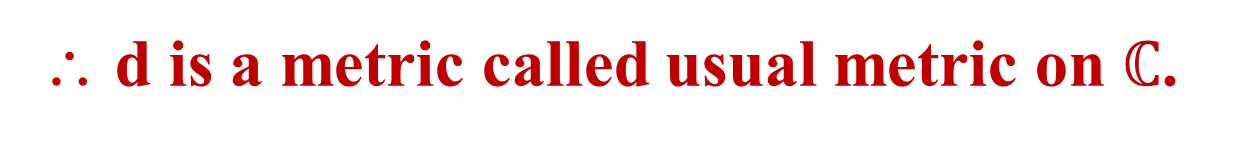 ∴ d is a metric called usual metric on ℂ.